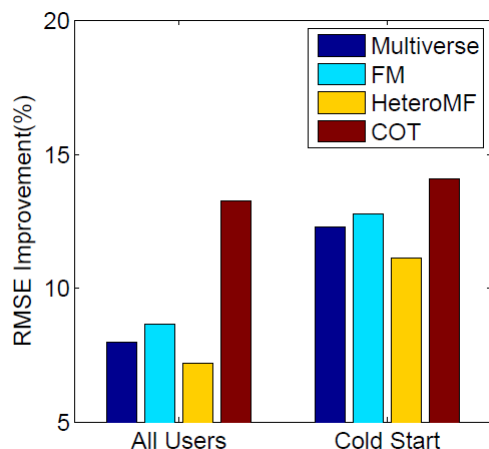 20
15
10
5
RMSE Improvement(%)
Multiverse
FM
HeteroMF
COT
All Users
Cold Start